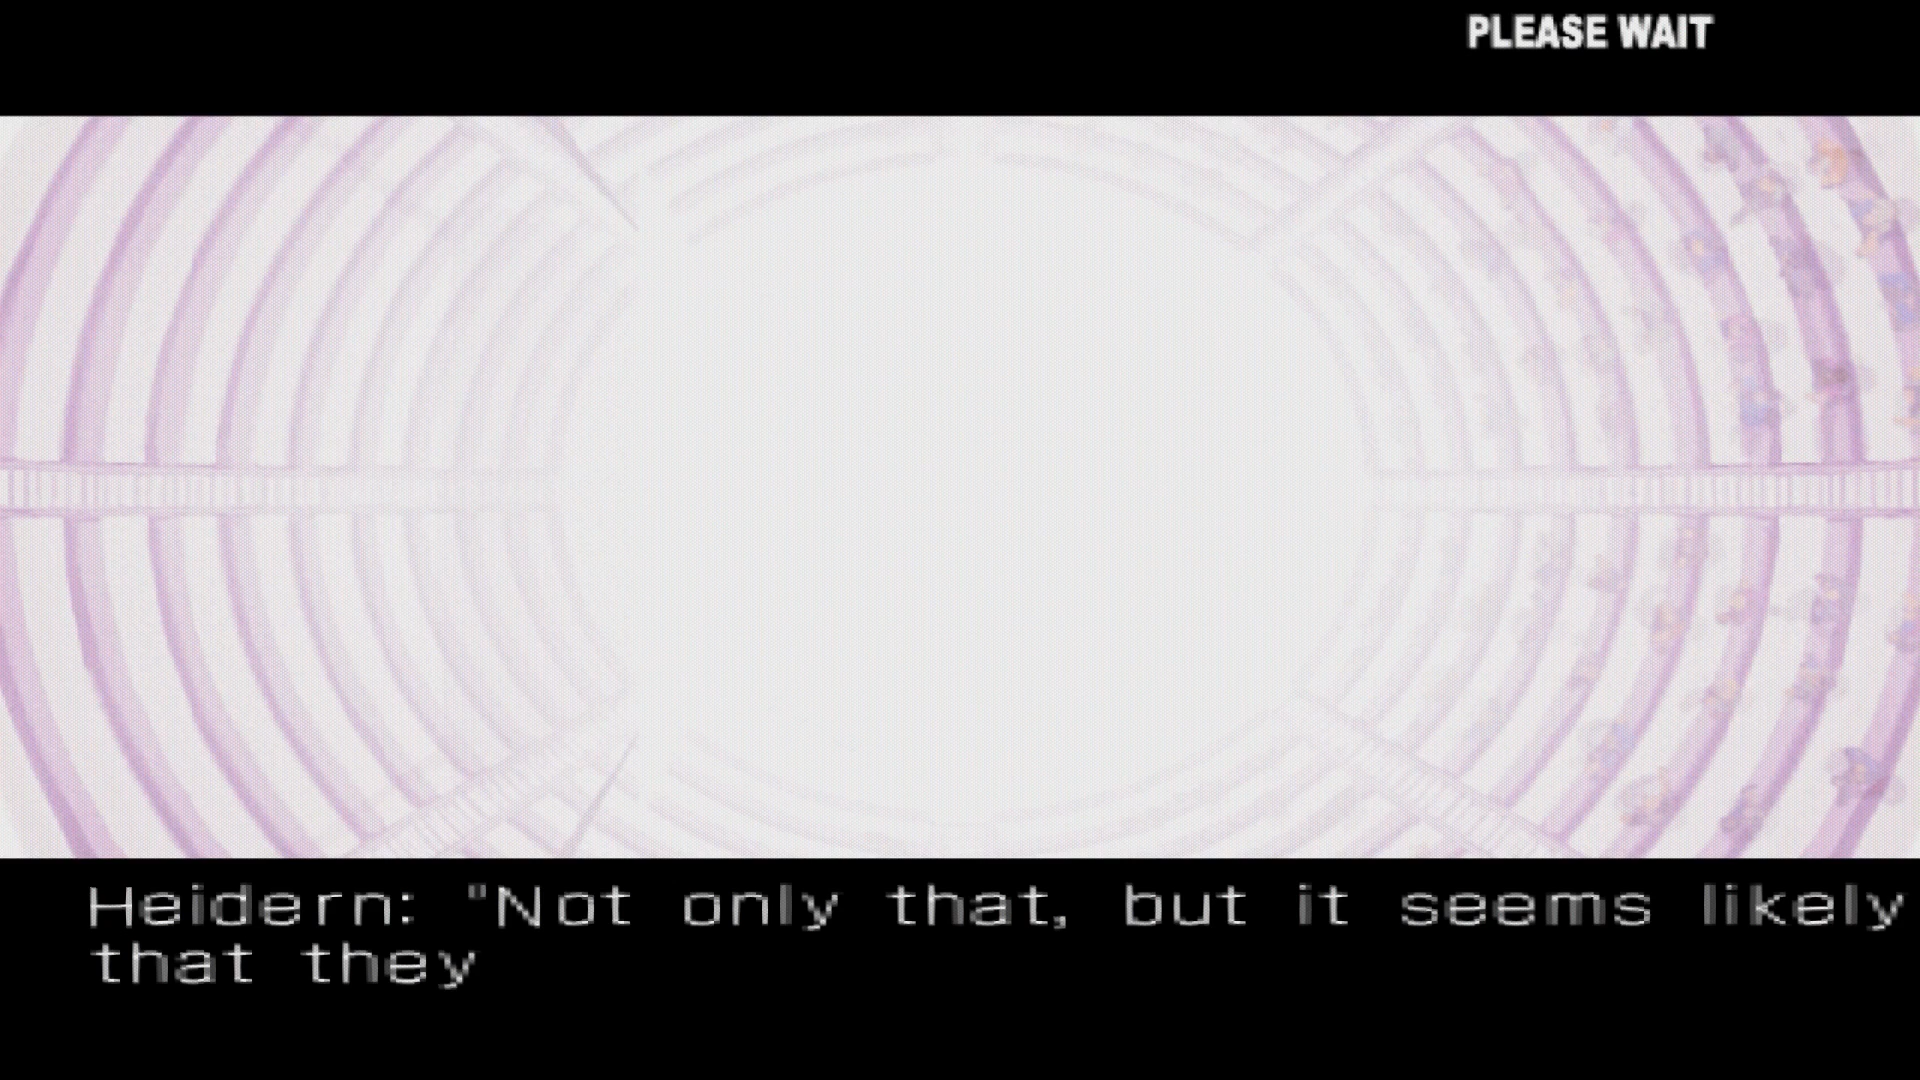 PLEASE WAIT
Heidern: "Not only that, but it seems likely
that they